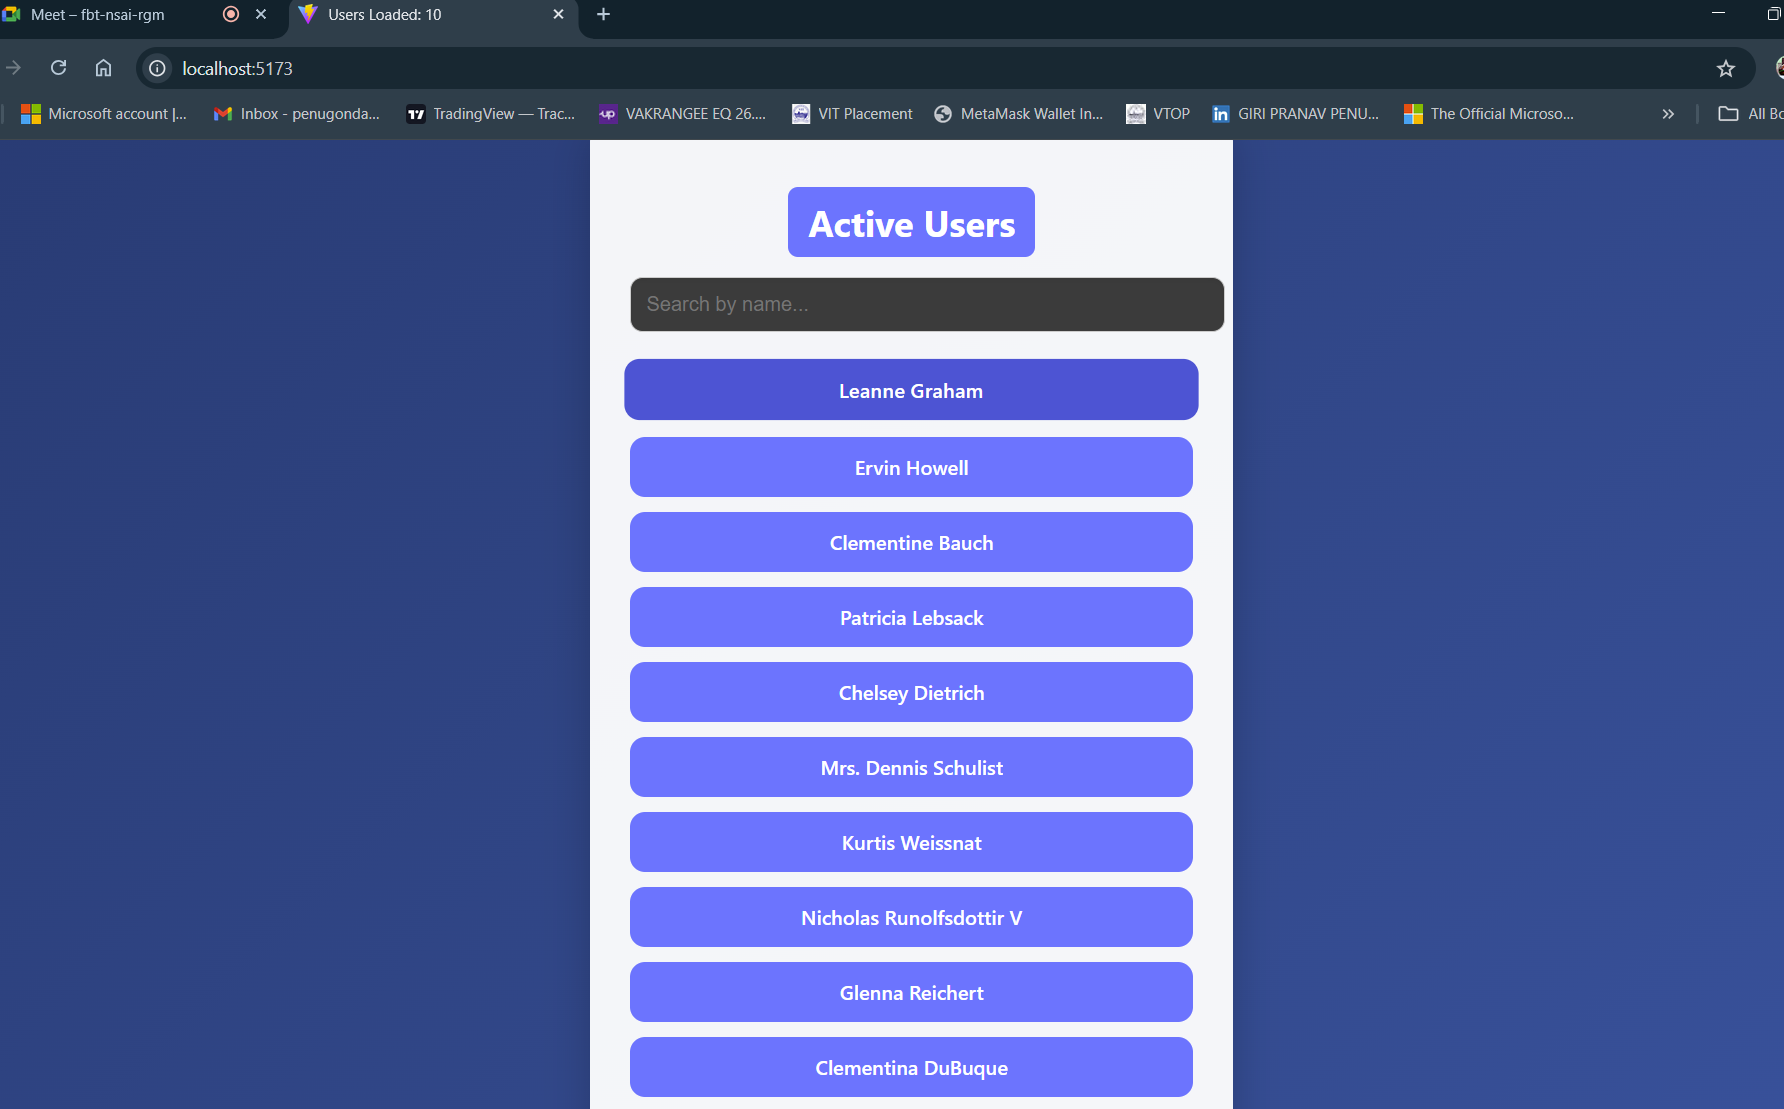 Meet – fbt-nsai-rgm
Users Loaded: 10
localhost:5173
Microsoft account |...
Inbox - penugonda...
TradingView — Trac...
VAKRANGEE EQ 26....
VIT Placement
MetaMask Wallet In...
VTOP
GIRI PRANAV PENU...
The Official Microso...
All Bo
Active Users
Search by name...
Leanne Graham
Ervin Howell
Clementine Bauch
Patricia Lebsack
Chelsey Dietrich
Mrs. Dennis Schulist
Kurtis Weissnat
Nicholas Runolfsdottir V
Glenna Reichert
Clementina DuBuque